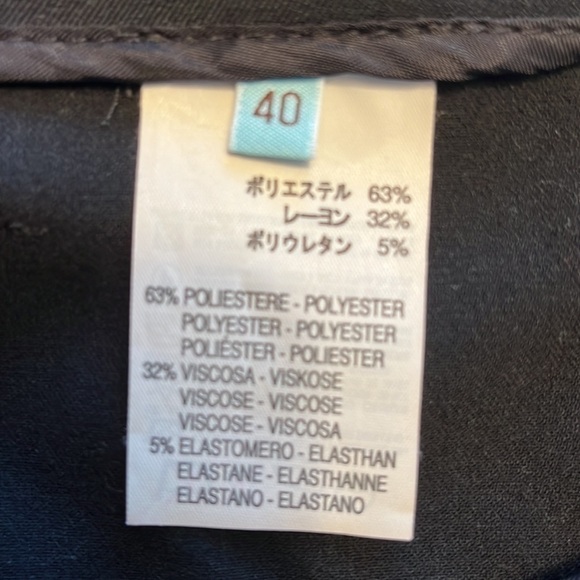 40
ポリエステル 63%
レーヨン 32%
ポリウレタン 5%
63% POLIESTERE - POLYESTER
POLYESTER - POLYESTER
POLIÉSTER - POLIESTER
32% VISCOSA - VISKOSE
VISCOSE - VISCOSE
VISCOSE - VISCOSA
5% ELASTOMERO - ELASTHAN
ELASTANE - ELASTHANNE
ELASTANO - ELASTANO